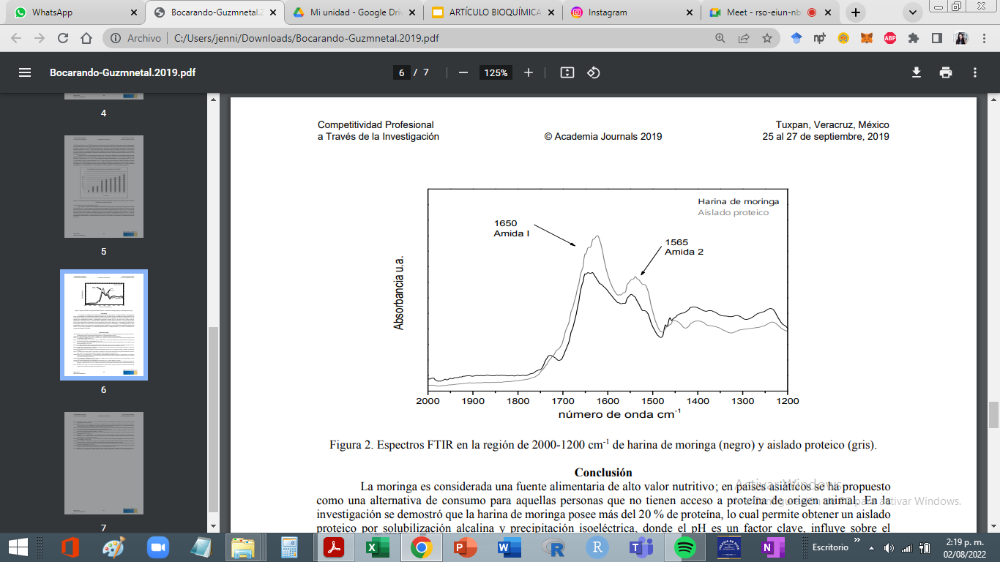 WhatsApp
Bocarando-Guzmnetal.2
Mi unidad - Google Dri
ARTÍCULO BIOQUÍMICA
Instagram
Meet - rso-eiun-nb
Archivo
C:/Users/jenni/Downloads/Bocarando-Guzmnetal.2019.pdf
ABP
Bocarando-Guzmnetal.2019.pdf
6 / 7
125%
4
5
6
7
Competitividad Profesional
a Través de la Investigación
© Academia Journals 2019
Tuxpan, Veracruz, México
25 al 27 de septiembre, 2019
Harina de moringa
Aislado proteico
1650
Amida I
1565
Amida 2
Absorbancia u.a.
2000 1900 1800 1700 1600 1500 1400 1300 1200
número de onda cm-1
Figura 2. Espectros FTIR en la región de 2000-1200 cm-1 de harina de moringa (negro) y aislado proteico (gris).
Conclusión
La moringa es considerada una fuente alimentaria de alto valor nutritivo; en países asiáticos se ha propuesto
como una alternativa de consumo para aquellas personas que no tienen acceso a proteína de origen animal. En la
investigación se demostró que la harina de moringa posee más del 20 % de proteína, lo cual permite obtener un aislado
proteico por solubilización alcalina y precipitación isoeléctrica, donde el pH es un factor clave, influye sobre el
Activar Windows
activar Windows.
Escritorio
2:19 p. m.
02/08/2022